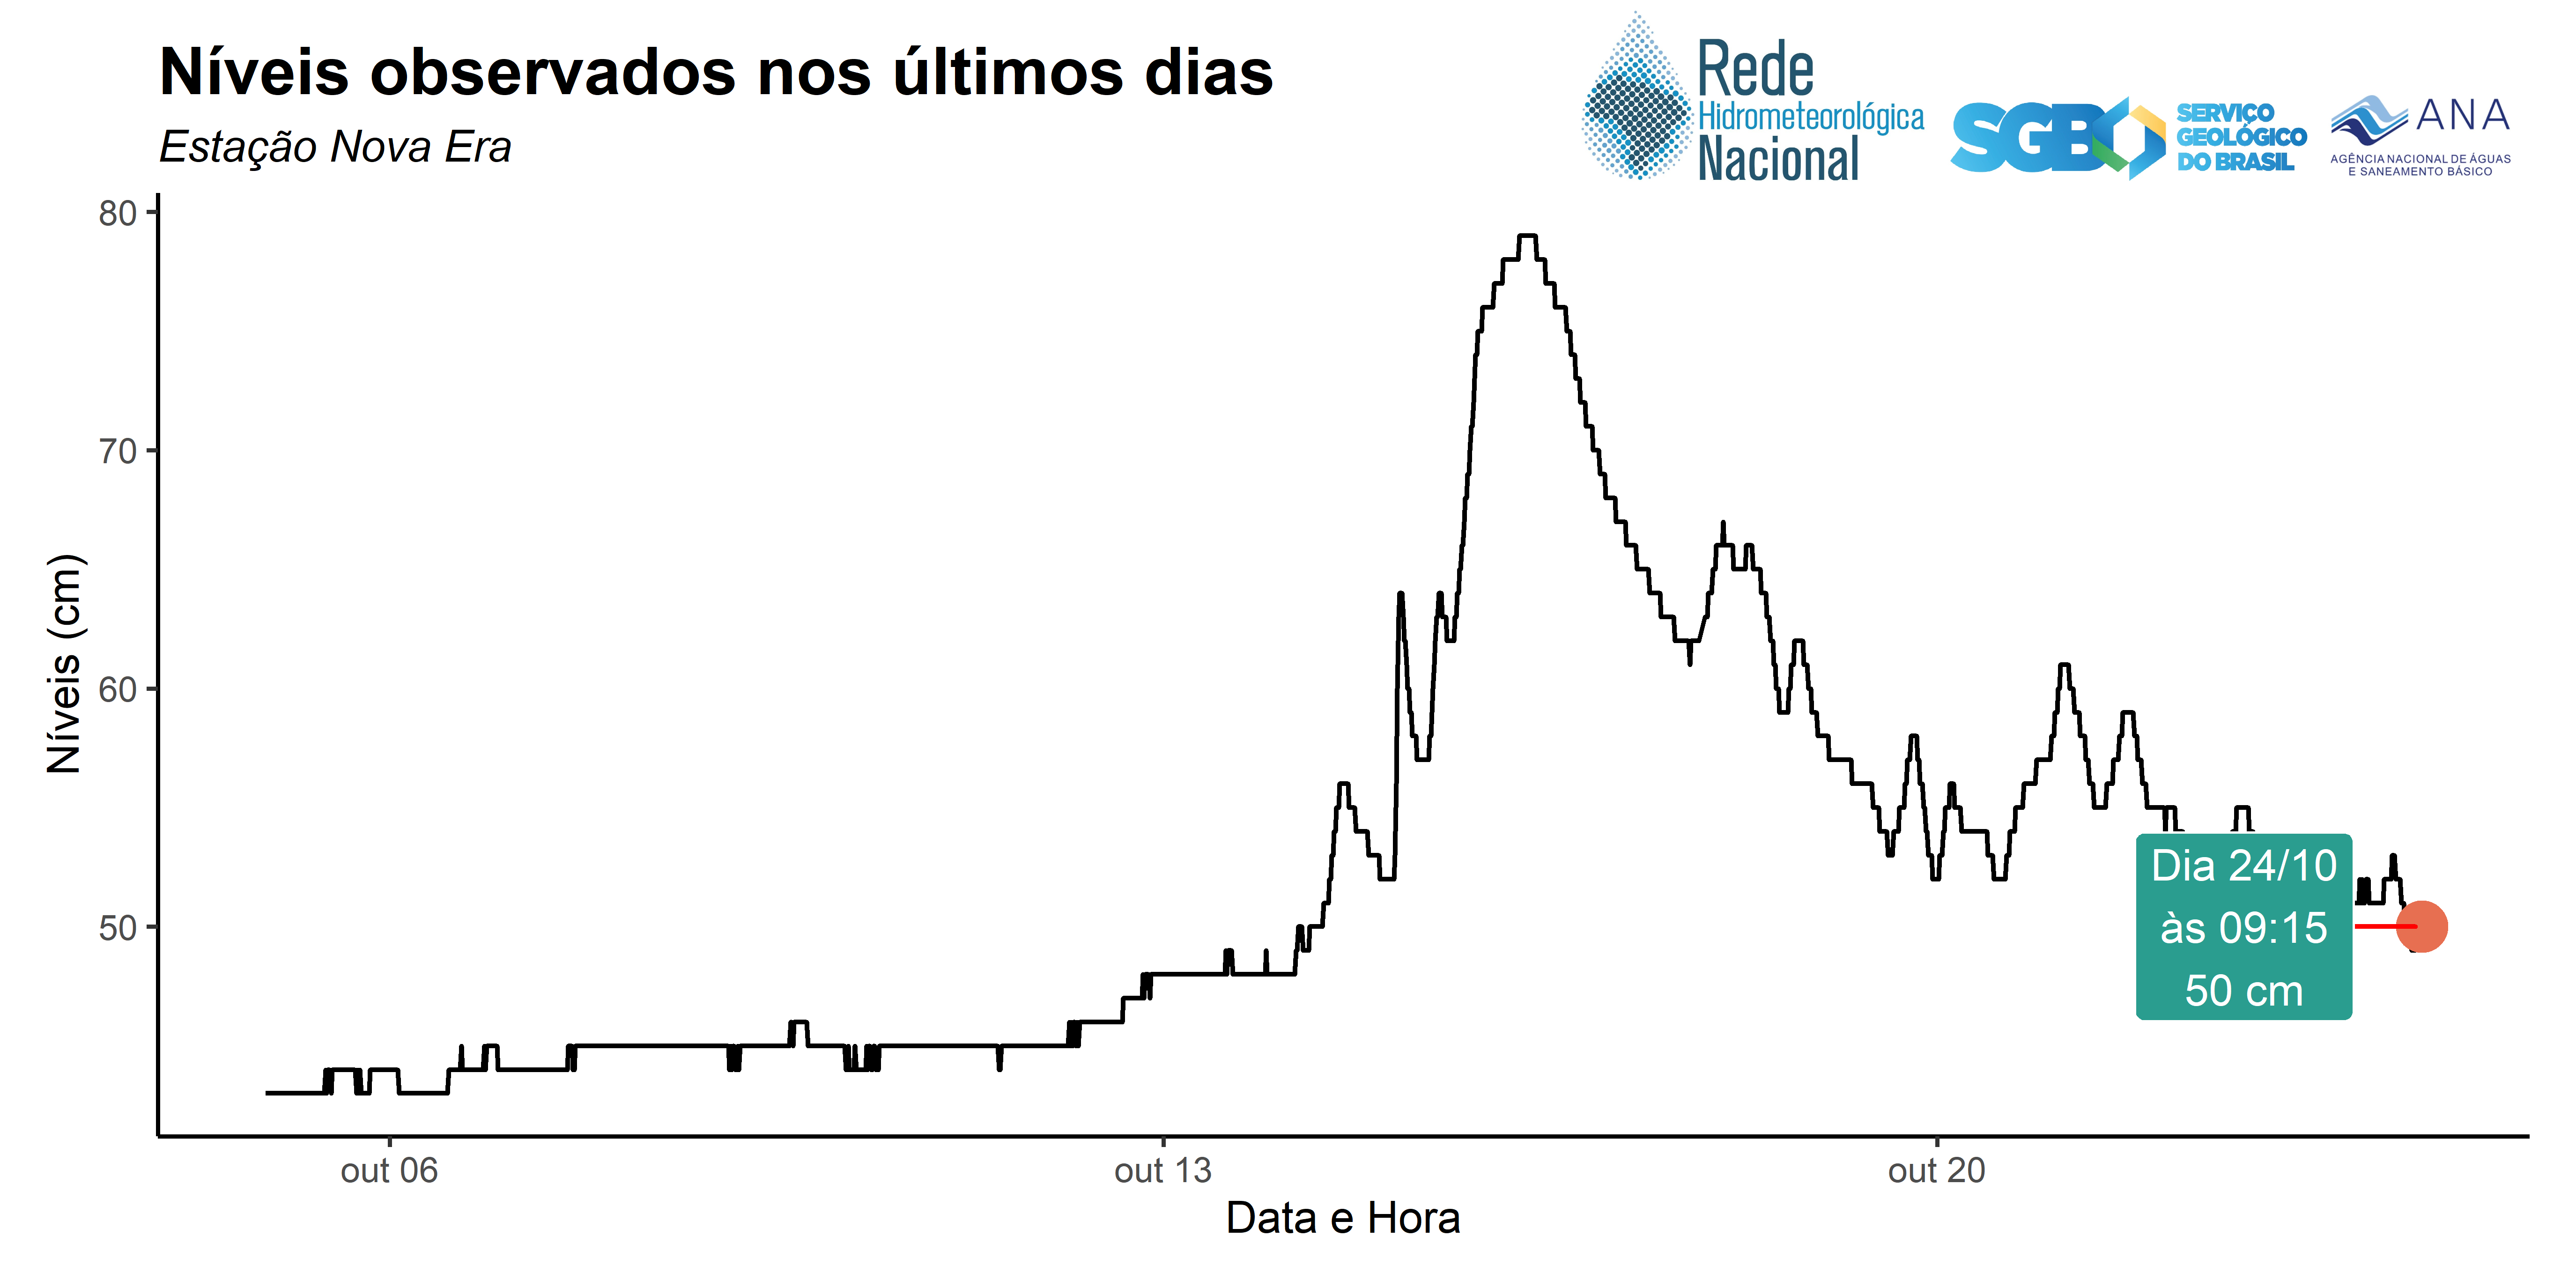 Níveis observados nos últimos dias
Estação Nova Era
Rede
Hidrometeorológica
Nacional
SGB
SERVIÇO
GEOLÓGICO
DO BRASIL
ANA
AGÊNCIA NACIONAL DE ÁGUAS
E SANEAMENTO BÁSICO
80
70
60
50
Níveis (cm)
Dia 24/10
às 09:15
50 cm
out 06
out 13
out 20
Data e Hora